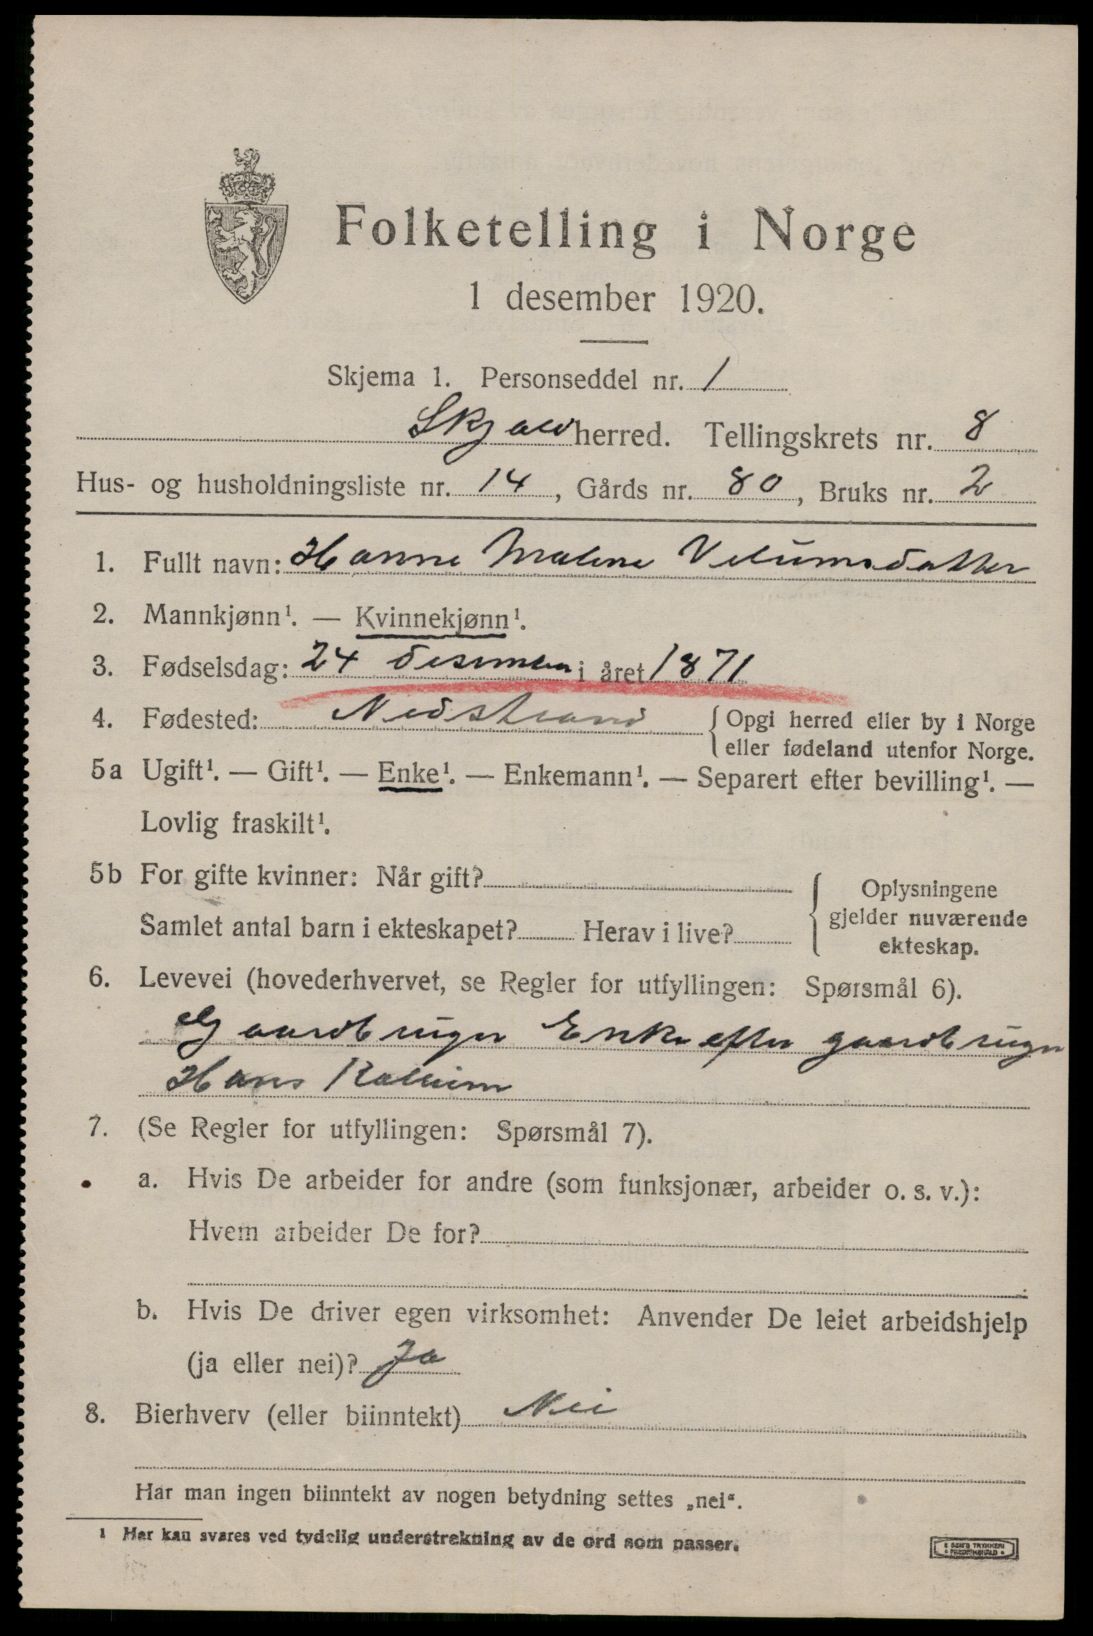 Folketelling i Norge
1 desember 1920.
Skjema 1. Personseddel nr. 1
Skjold herred. Tellingskrets nr. 8
Hus- og husholdningsliste nr. 14, Gårds nr. 80, Bruks nr. 2
1. Fullt navn: Hanne Malene
2. Mannkjønn¹. — Kvinnekjønn¹.
3. Fødselsdag: 24 desember i året 1871
4. Fødested: Nedstrand {Opgi herred eller by i Norge
eller fødeland utenfor Norge.
5a Ugift¹. — Gift¹. — Enke¹. — Enkemann¹. — Separert efter bevilling¹. —
Lovlig fraskilt¹.
5b For gifte kvinner: Når gift?
Samlet antal barn i ekteskapet? Herav i live?
{ Oplysningene
gjelder nuværende
ekteskap.
6. Levevei (hovederhvervet, se Regler for utfyllingen: Spørsmål 6).
Gaardbruger Enke efter gaardbruger
Hans
7. (Se Regler for utfyllingen: Spørsmål 7).
a. Hvis De arbeider for andre (som funksjonær, arbeider o. s. v.):
Hvem arbeider De for?
b. Hvis De driver egen virksomhet: Anvender De leiet arbeidshjelp
(ja eller nei)? Ja
8. Bierhverv (eller biinntekt) Nei
Har man ingen biinntekt av nogen betydning settes „nei“.
¹ Her kan svares ved tydelig understrekning av de ord som passer.